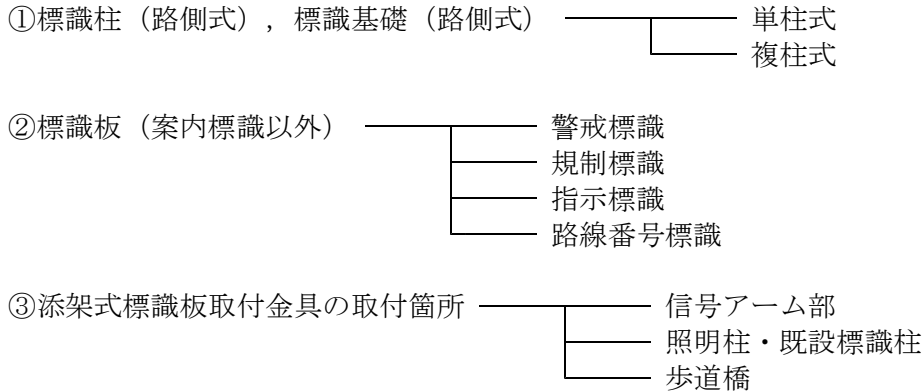 ①標識柱（路側式），標識基礎（路側式） 単柱式
複柱式
②標識板（案内標識以外） 警戒標識
規制標識
指示標識
路線番号標識
③添架式標識板取付金具の取付箇所 信号アーム部
照明柱・既設標識柱
歩道橋